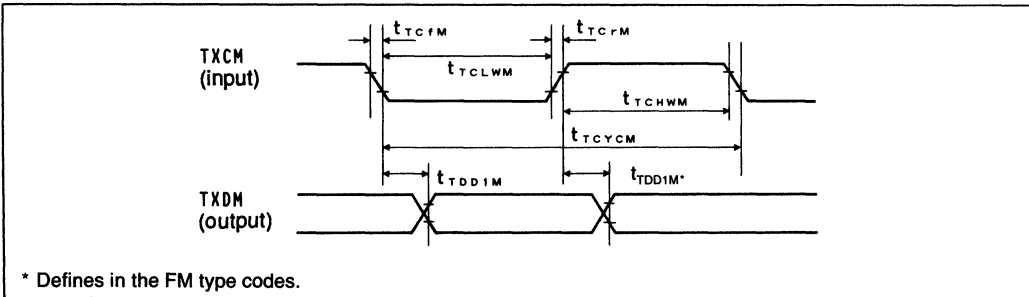 tTCfM tTCrM
TXCM
(input)
tTCLWM
tTCHWM
tTCYCM
tTDD1M tTDD1M*
TXDM
(output)
* Defines in the FM type codes.